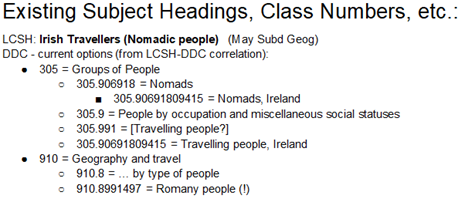 Existing Subject Headings, Class Numbers, etc.:
LCSH: Irish Travellers (Nomadic people) (May Subd Geog)
DDC - current options (from LCSH-DDC correlation):
● 305 = Groups of People
○ 305.906918 = Nomads
■ 305.90691809415 = Nomads, Ireland
○ 305.9 = People by occupation and miscellaneous social statuses
○ 305.991 = [Travelling people?]
○ 305.90691809415 = Travelling people, Ireland
● 910 = Geography and travel
○ 910.8 = … by type of people
○ 910.8991497 = Romany people (!)